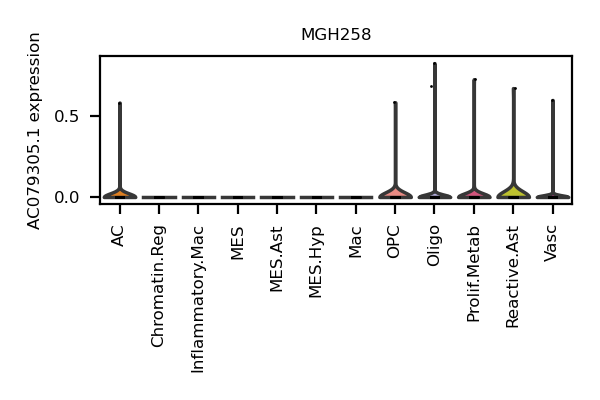 MGH258
AC079305.1 expression
0.5
0.0
AC
Chromatin.Reg
Inflammatory.Mac
MES
MES.Ast
MES.Hyp
Mac
OPC
Oligo
Prolif.Metab
Reactive.Ast
Vasc